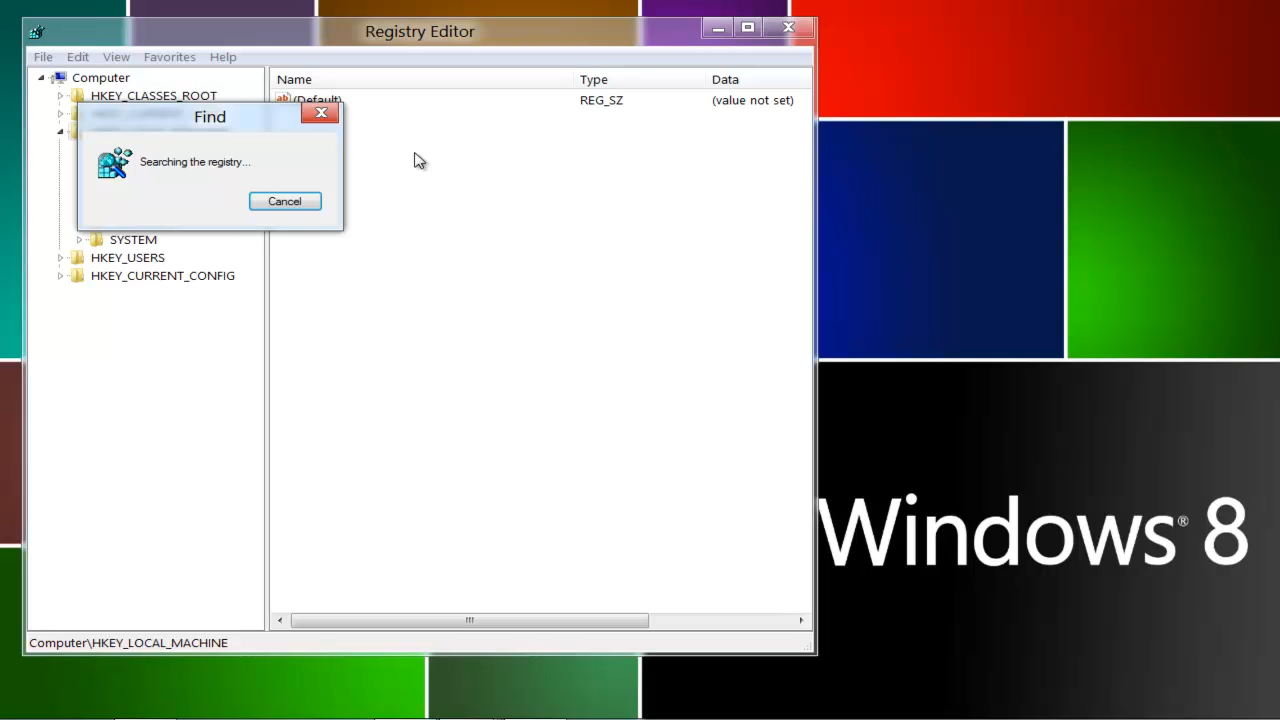 Registry Editor
File Edit View Favorites Help
Computer
HKEY_CLASSES_ROOT
SYSTEM
HKEY_USERS
HKEY_CURRENT_CONFIG
Name Type Data
ab (Default) REG_SZ (value not set)
Find
Searching the registry...
Cancel
Computer\HKEY_LOCAL_MACHINE
Windows® 8